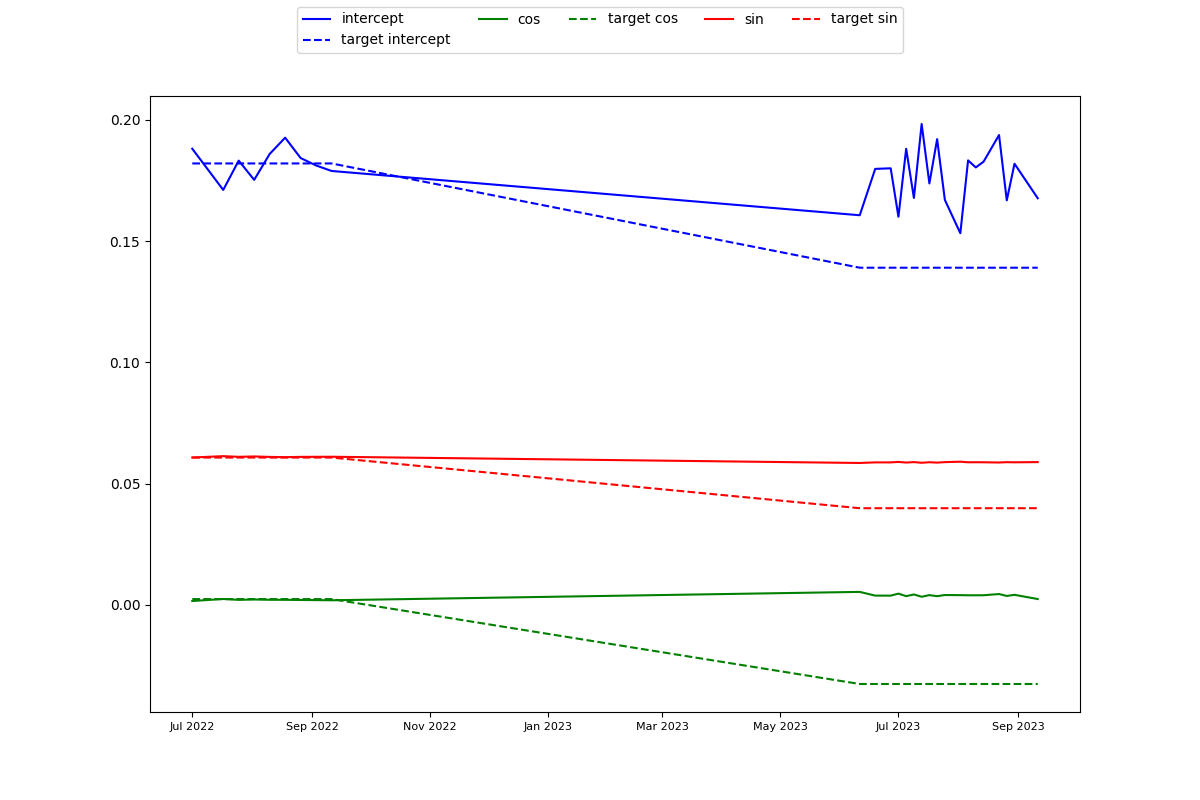 intercept cos target cos sin target sin
target intercept
0.20
0.15
0.10
0.05
0.00
Jul 2022 Sep 2022 Nov 2022 Jan 2023 Mar 2023 May 2023 Jul 2023 Sep 2023